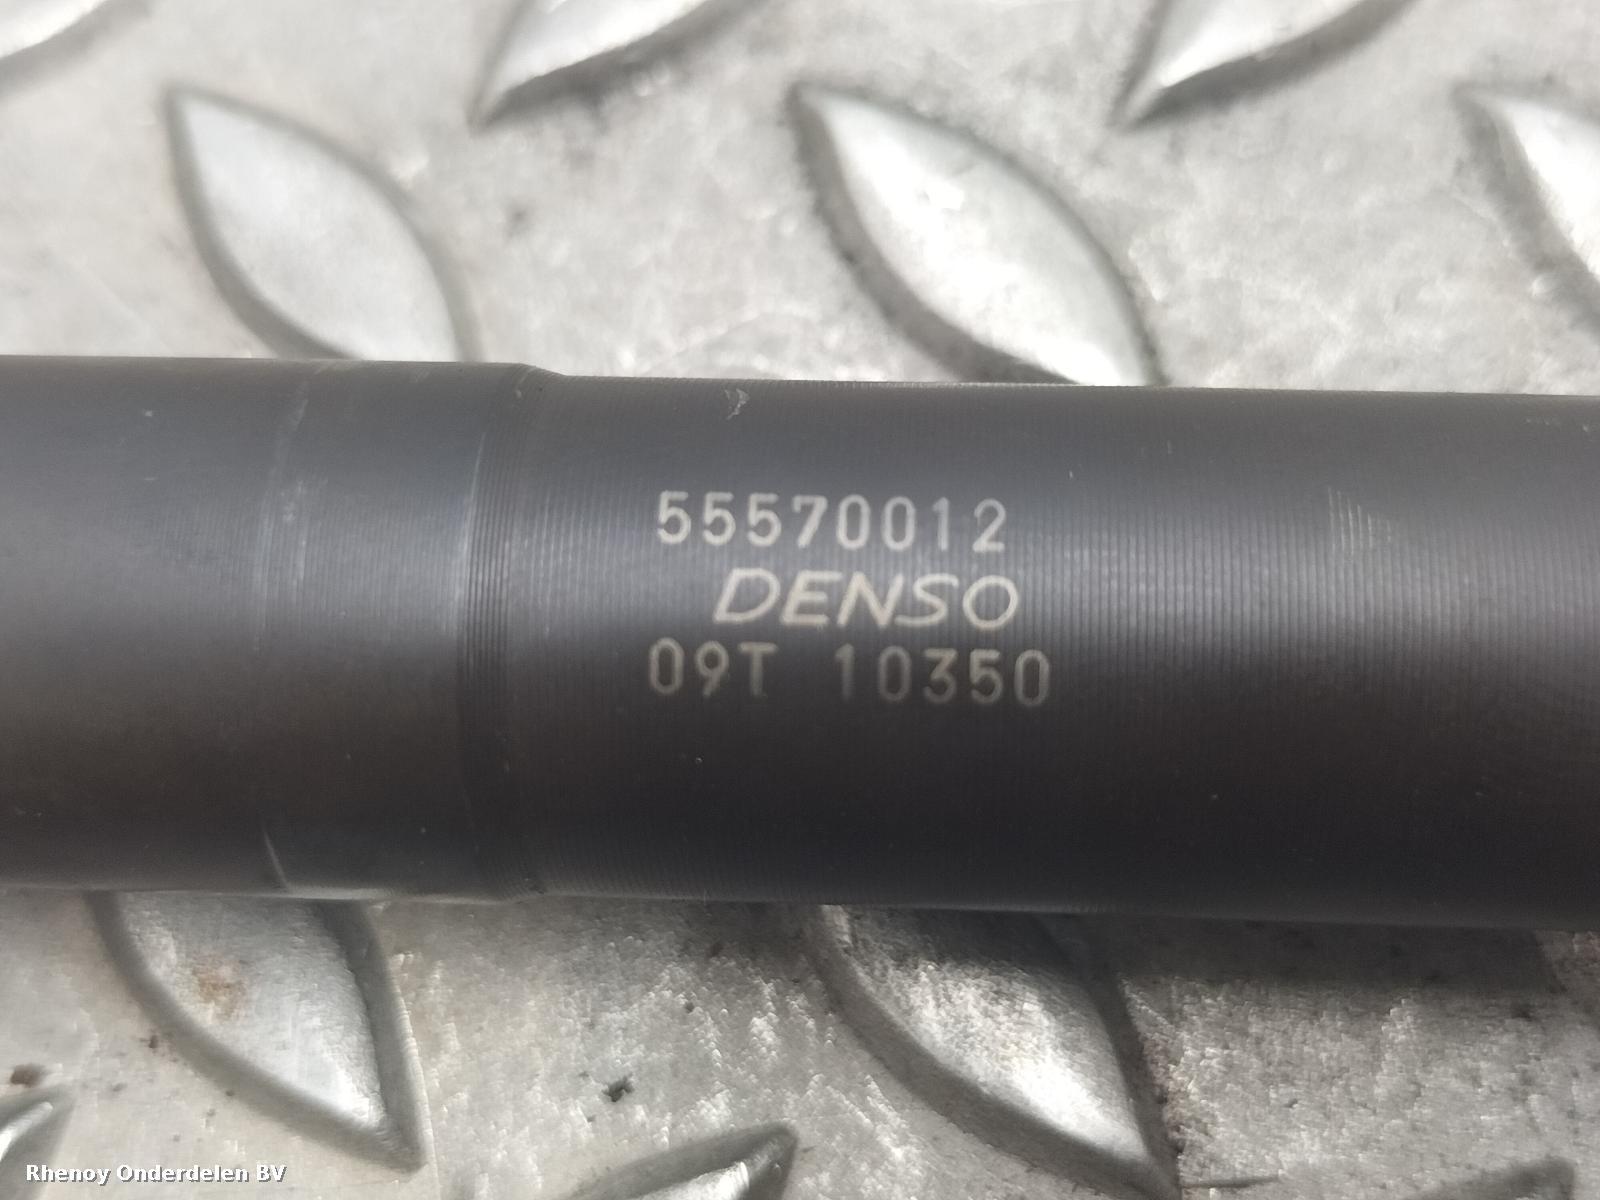 55570012
DENSO
09T 10350
Rhenoy Onderdelen BV